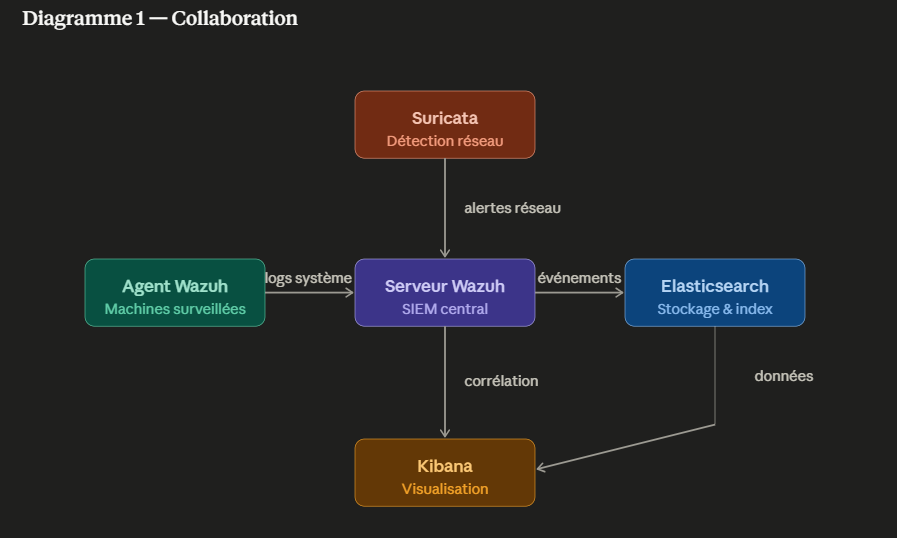 Diagramme 1 — Collaboration
Suricata
Détection réseau
alertes réseau
Agent Wazuh
Machines surveillées
logs système
Serveur Wazuh
SIEM central
événements
Elasticsearch
Stockage & index
corrélation
données
Kibana
Visualisation